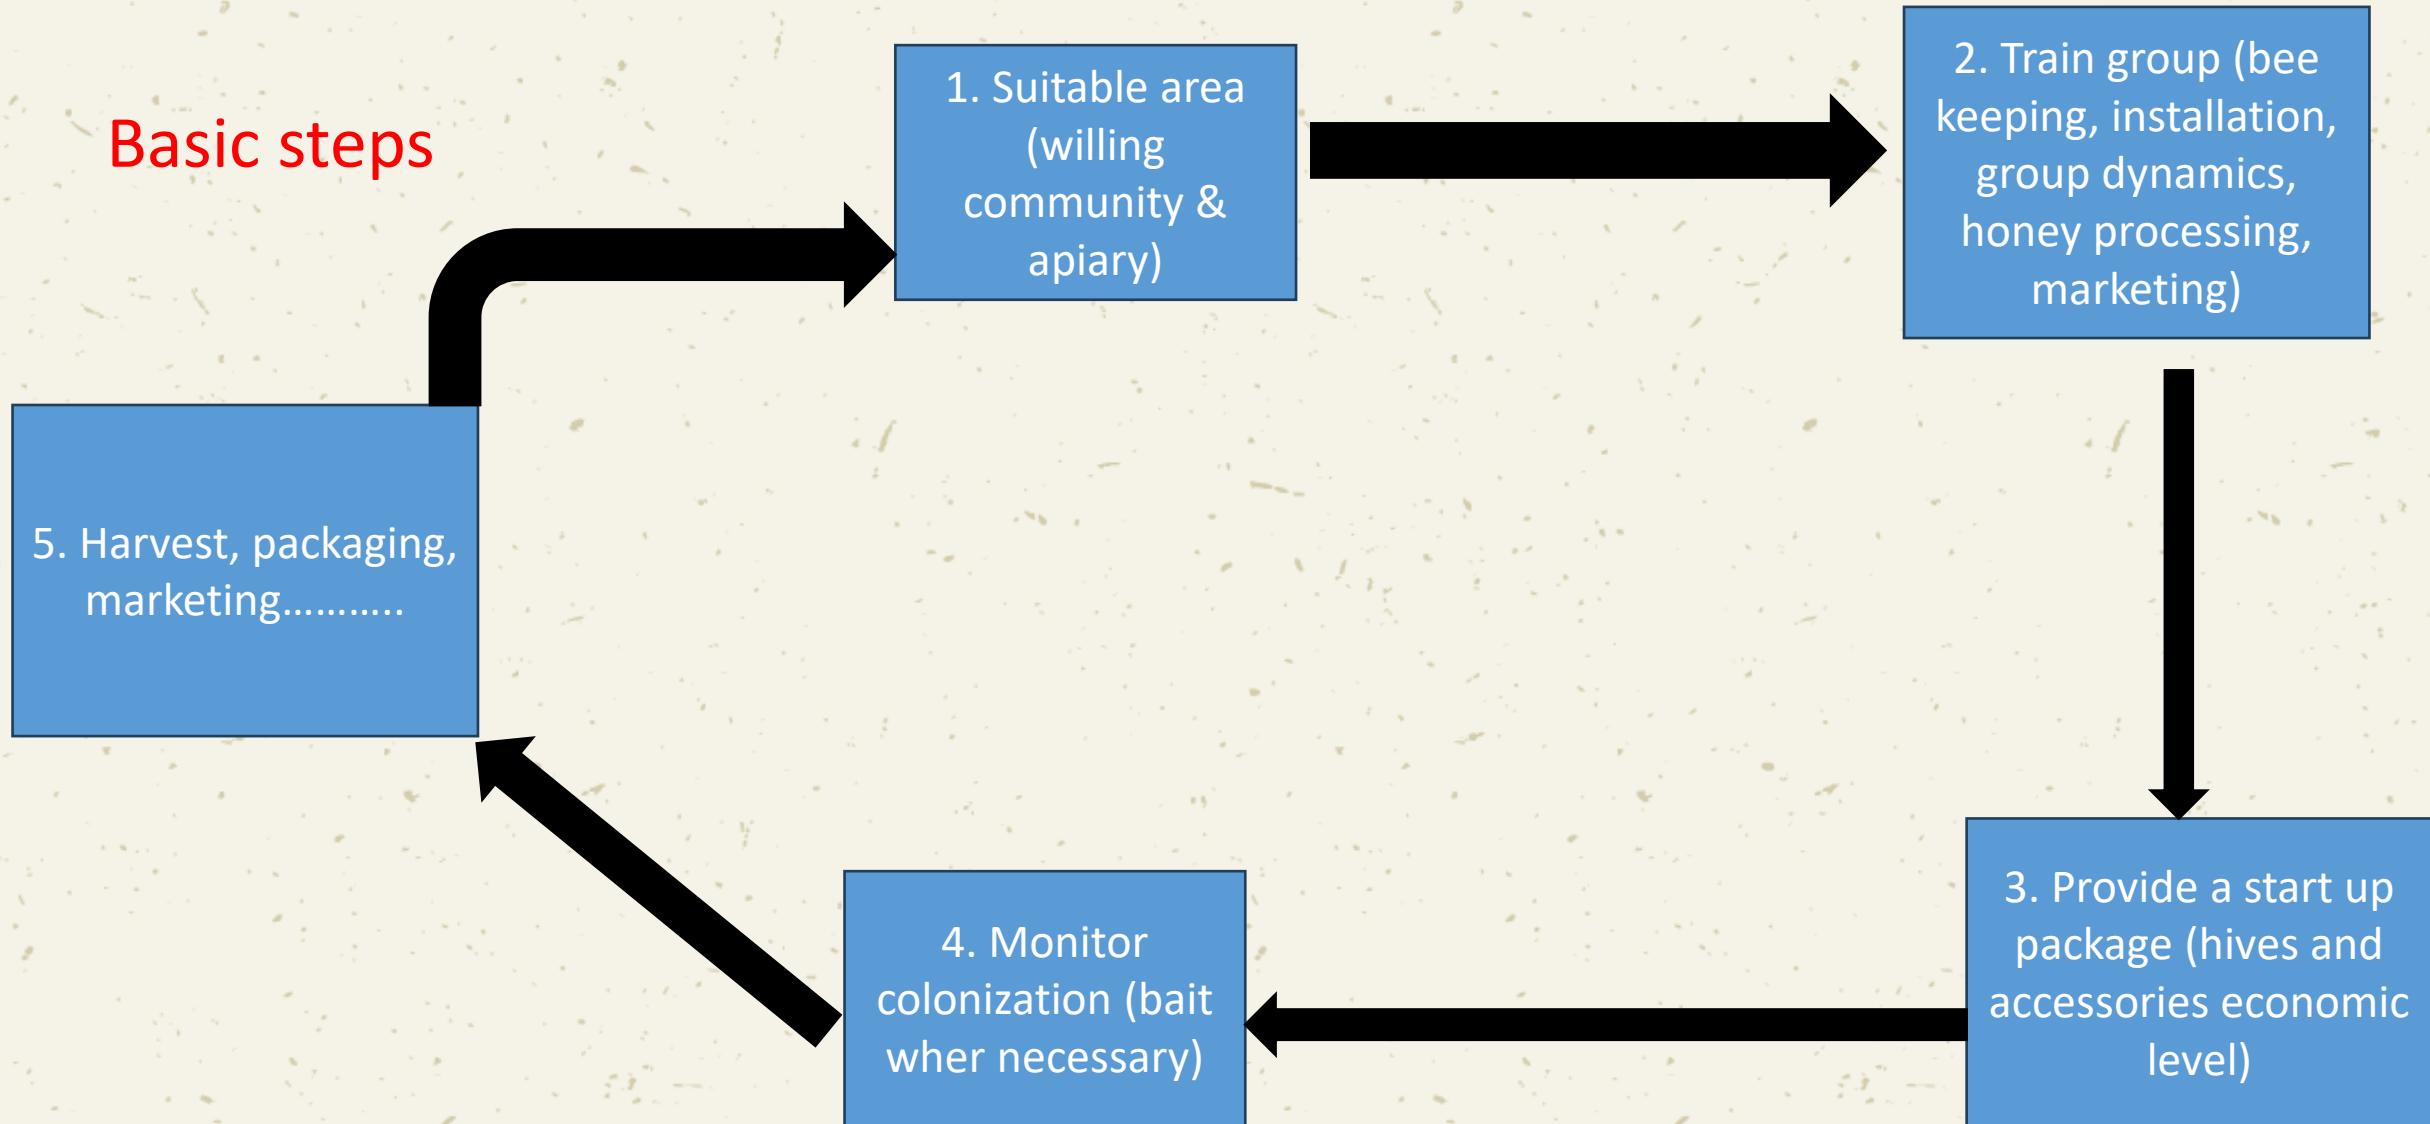 Basic steps
1. Suitable area
(willing
community &
apiary)
2. Train group (bee
keeping, installation,
group dynamics,
honey processing,
marketing)
3. Provide a start up
package (hives and
accessories economic
level)
4. Monitor
colonization (bait
wher necessary)
5. Harvest, packaging,
marketing………..